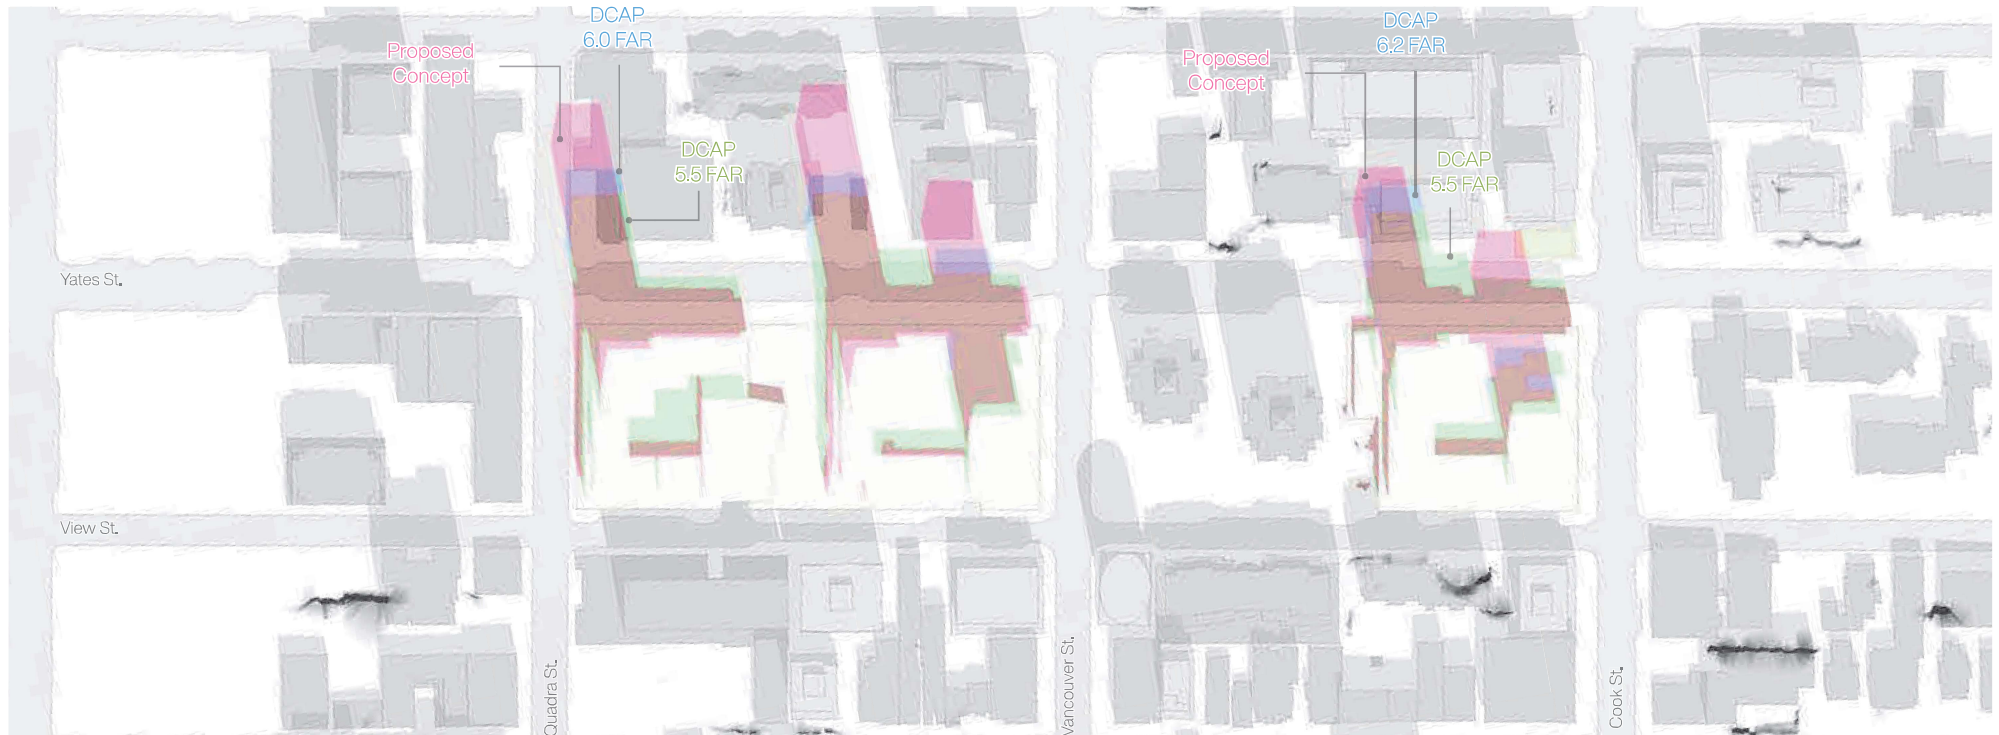 DCAP
6.0 FAR
Proposed
Concept
DCAP
5.5 FAR
DCAP
6.2 FAR
Proposed
Concept
DCAP
5.5 FAR
Yates St.
View St.
Quadra St.
Vancouver St.
Cook St.